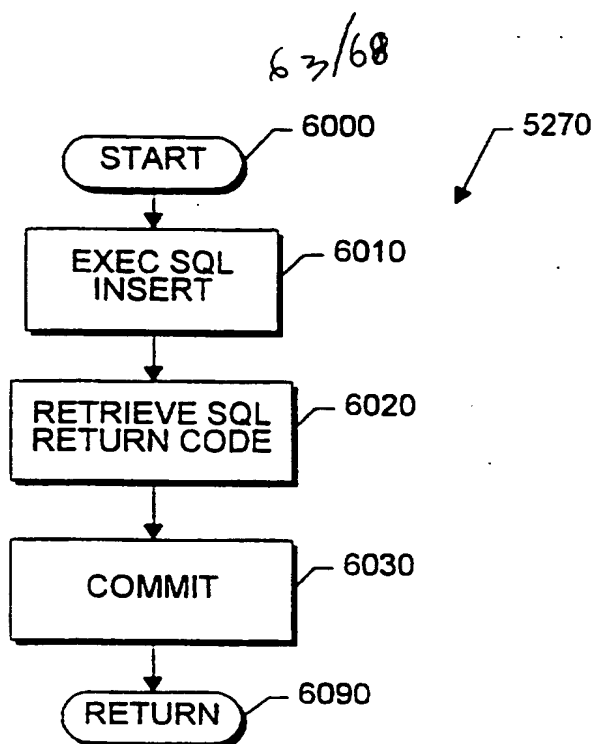 63/68
START
6000
5270
EXEC SQL
INSERT
6010
RETRIEVE SQL
RETURN CODE
6020
COMMIT
6030
RETURN
6090